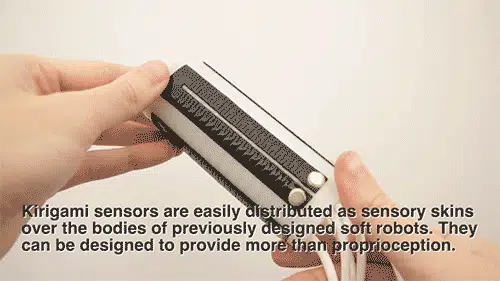 Kirigami sensors are easily distributed as sensory skins
over the bodies of previously designed soft robots. They
can be designed to provide more than proprioception.